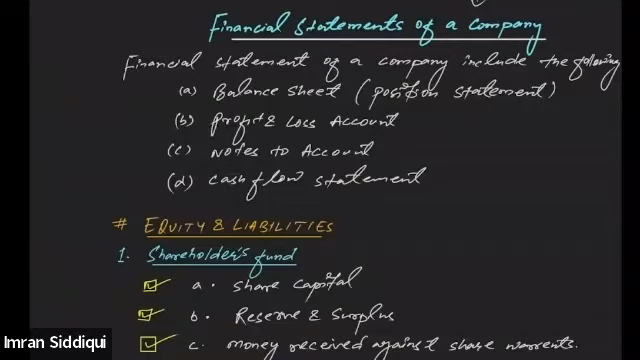 Financial Statements of a Company
Financial statement of a company include the following
(a) Balance Sheet (position statement)
(b) Profit & Loss Account
(c) Notes to Account
(d) Cash flow statement
# EQUITY & LIABILITIES
1. Shareholder's fund
a. Share Capital
b. Reserve & Surplus
c. Money received against share warrents.
Imran Siddiqui